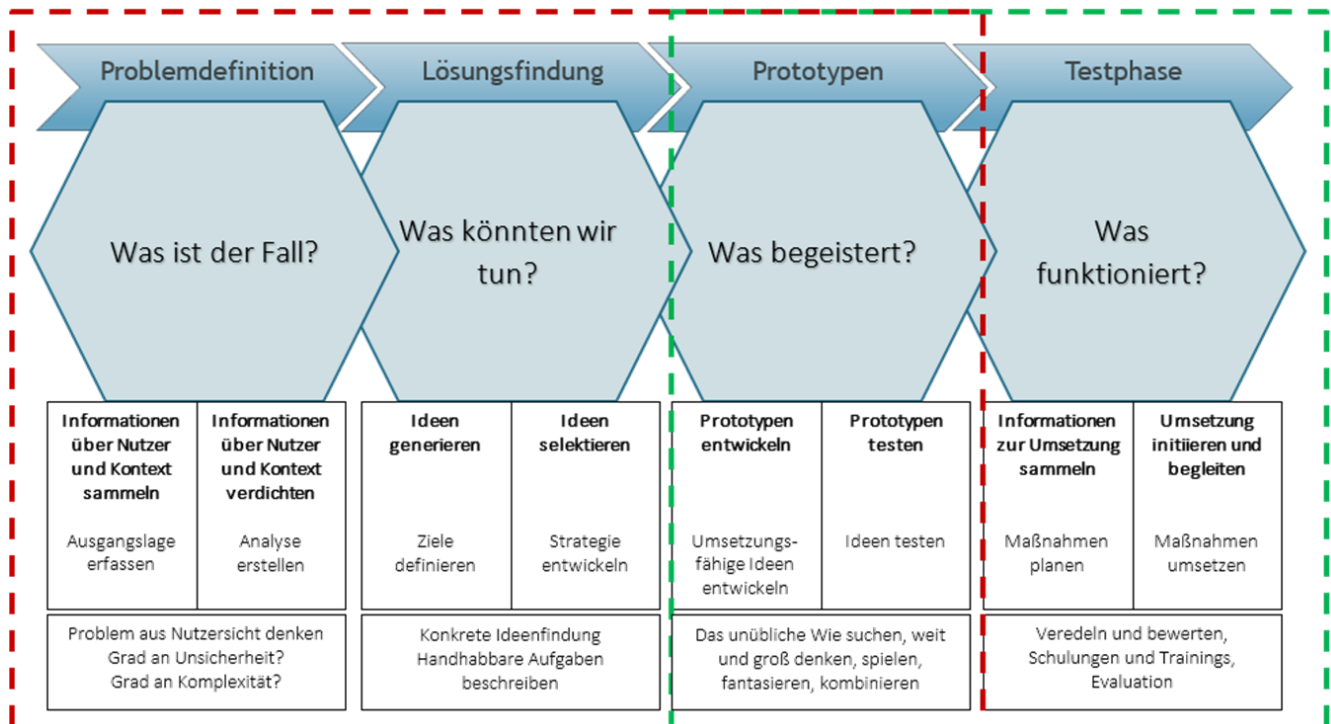 Problemdefinition
Lösungsfindung
Prototypen
Testphase
Was ist der Fall?
Was könnten wir
tun?
Was begeistert?
Was
funktioniert?
Informationen
über Nutzer
und Kontext
sammeln
Ausgangslage
erfassen
Informationen
über Nutzer
und Kontext
verdichten
Analyse
erstellen
Ideen
generieren
Ziele
definieren
Ideen
selektieren
Strategie
entwickeln
Prototypen
entwickeln
Umsetzungs-
fähige Ideen
entwickeln
Prototypen
testen
Ideen testen
Informationen
zur Umsetzung
sammeln
Maßnahmen
planen
Umsetzung
initiieren und
begleiten
Maßnahmen
umsetzen
Problem aus Nutzersicht denken
Grad an Unsicherheit?
Grad an Komplexität?
Konkrete Ideenfindung
Handhabbare Aufgaben
beschreiben
Das unübliche Wie suchen, weit
und groß denken, spielen,
fantasieren, kombinieren
Veredeln und bewerten,
Schulungen und Trainings,
Evaluation